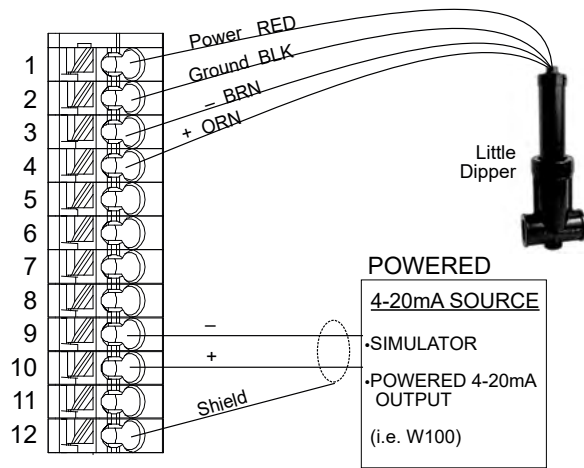 Power RED
Ground BLK
– BRN
+ ORN
1
2
3
4
5
6
7
8
9
10
11
12
Little
Dipper
POWERED
4-20mA SOURCE
•SIMULATOR
•POWERED 4-20mA
OUTPUT
(i.e. W100)
–
+
Shield